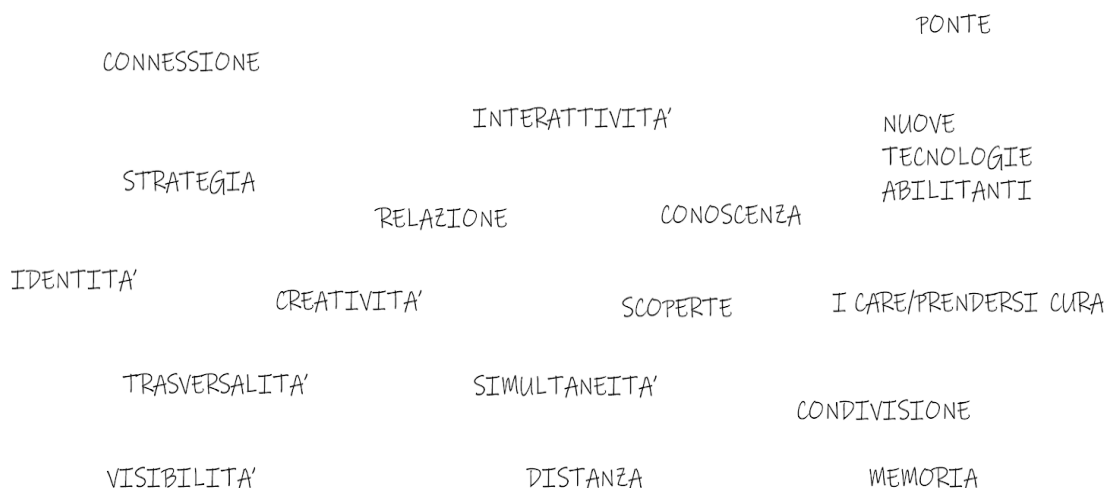 PONTE
CONNESSIONE
INTERATTIVITA'
NUOVE
TECNOLOGIE
ABILITANTI
STRATEGIA
RELAZIONE
CONOSCENZA
IDENTITA'
CREATIVITA'
SCOPERTE
I CARE/PRENDERSI CURA
TRASVERSALITA'
SIMULTANEITA'
CONDIVISIONE
VISIBILITA'
DISTANZA
MEMORIA